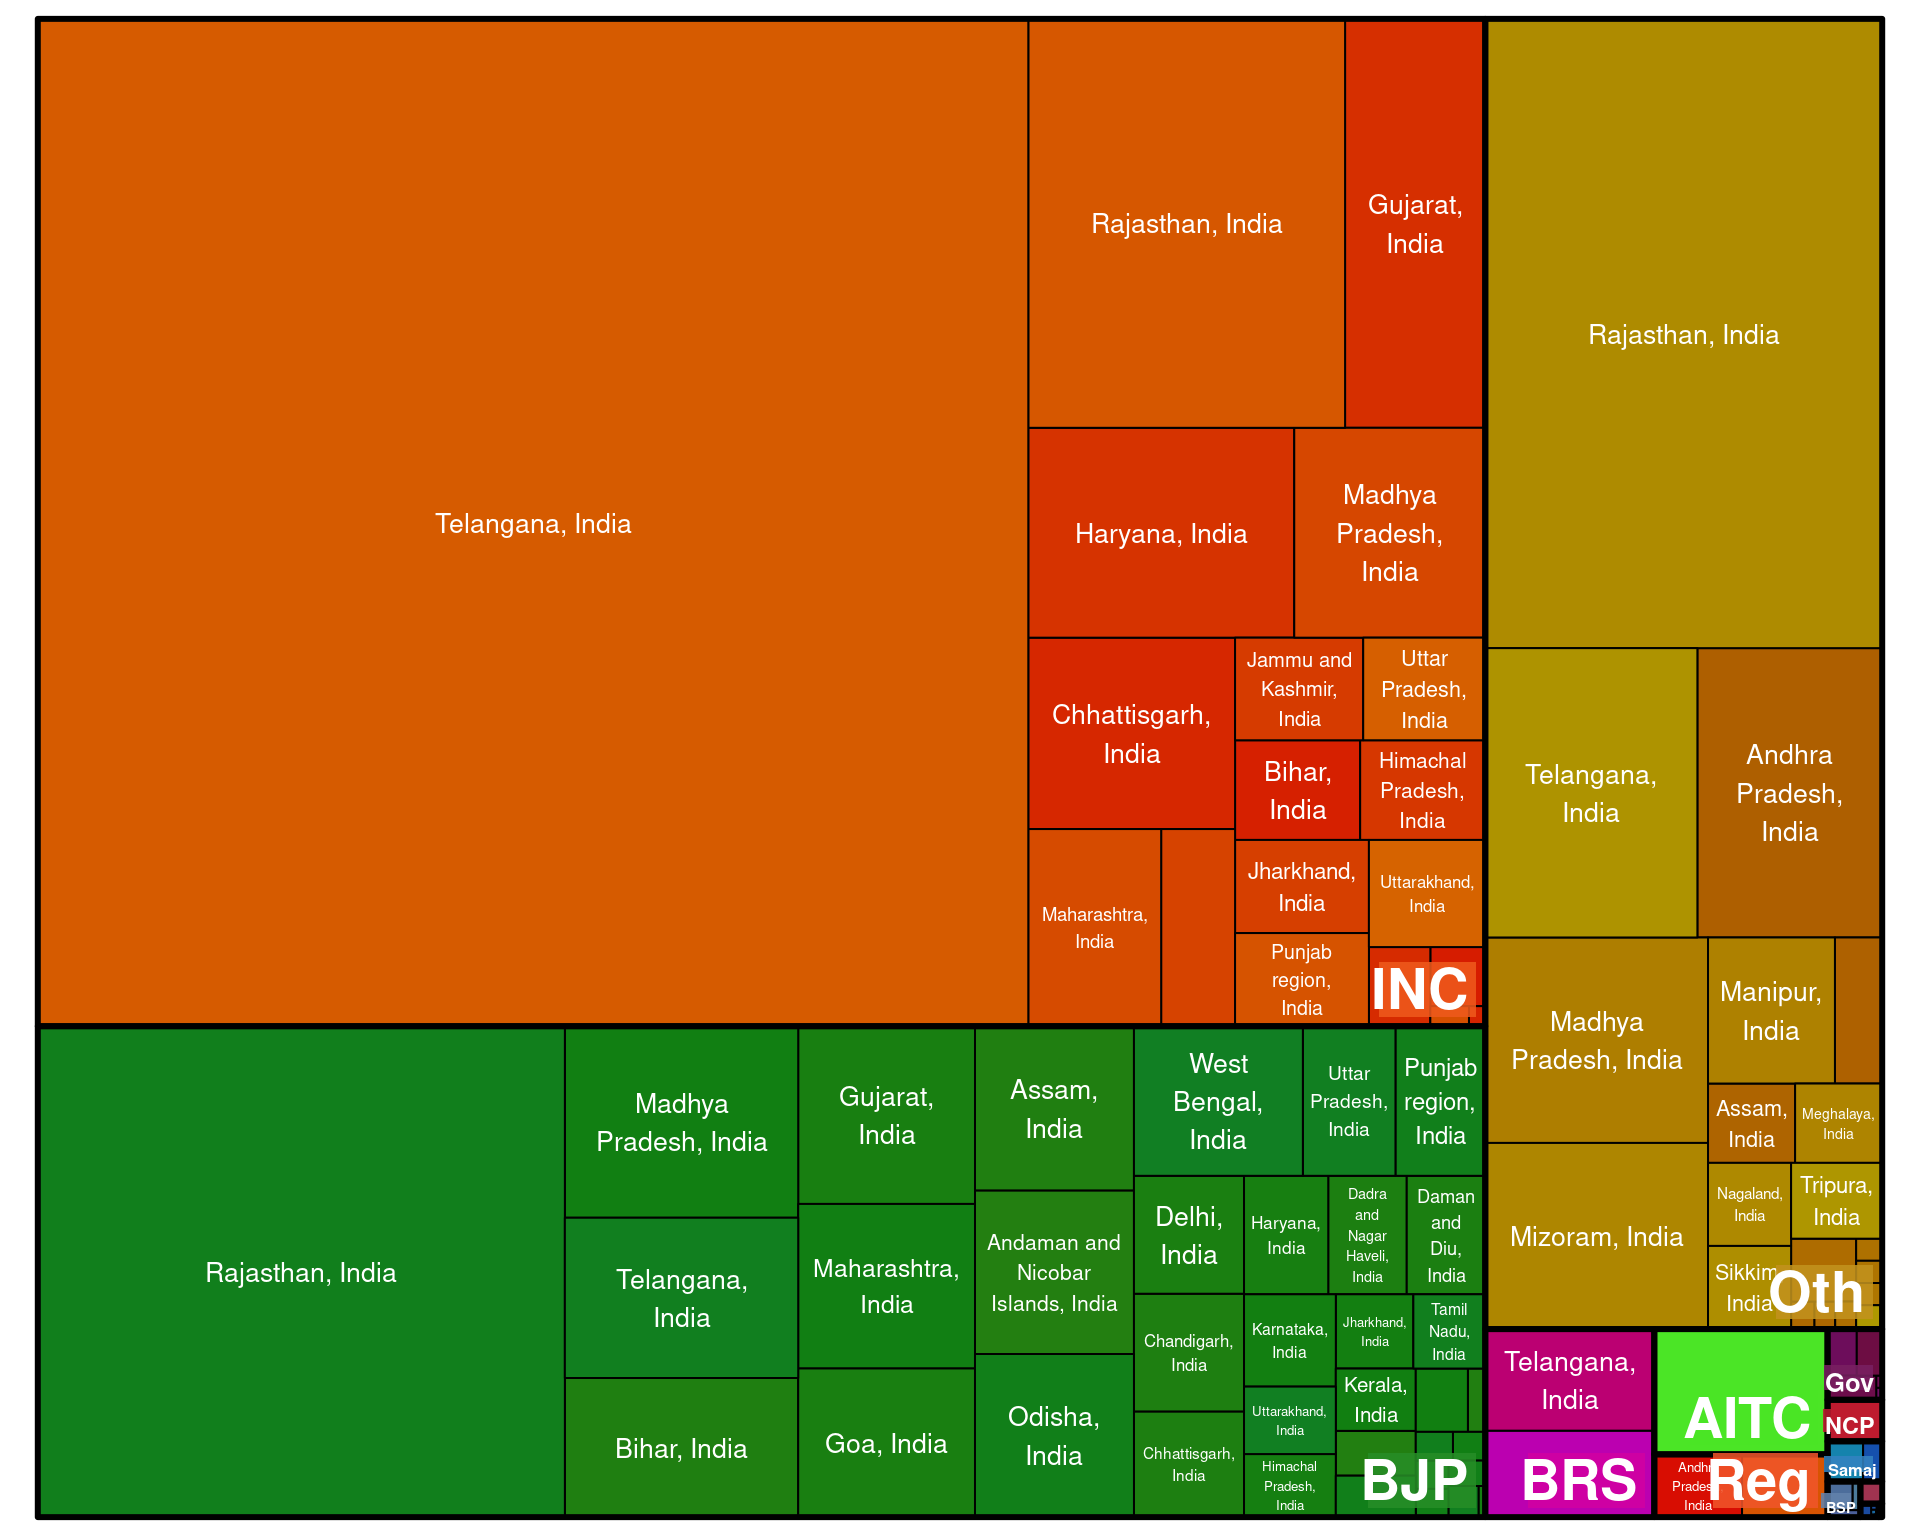 Telangana, India
Rajasthan, India
Gujarat,
India
Haryana, India
Madhya
Pradesh,
India
Chhattisgarh,
India
Jammu and
Kashmir,
India
Uttar
Pradesh,
India
Bihar,
India
Himachal
Pradesh,
India
Maharashtra,
India
Jharkhand,
India
Uttarakhand,
India
Punjab
region,
India
INC
Rajasthan, India
Telangana,
India
Andhra
Pradesh,
India
Madhya
Pradesh, India
Manipur,
India
Assam,
India
Meghalaya,
India
Mizoram, India
Nagaland,
India
Tripura,
India
Sikkim
India
Oth
Rajasthan, India
Madhya
Pradesh, India
Telangana,
India
Bihar, India
Gujarat,
India
Maharashtra,
India
Goa, India
Assam,
India
Andaman and
Nicobar
Islands, India
Odisha,
India
West
Bengal,
India
Uttar
Pradesh,
India
Punjab
region,
India
Delhi,
India
Haryana,
India
Dadra
and
Nagar
Haveli,
India
Daman
and
Diu,
India
Chandigarh,
India
Karnataka,
India
Jharkhand,
India
Tamil
Nadu,
India
Chhattisgarh,
India
Uttarakhand,
India
Kerala,
India
Himachal
Pradesh,
India
BJP
Telangana,
India
BRS
AITC
Andhr
Prades
India
Reg
Gov
NCP
Samaj
BSP